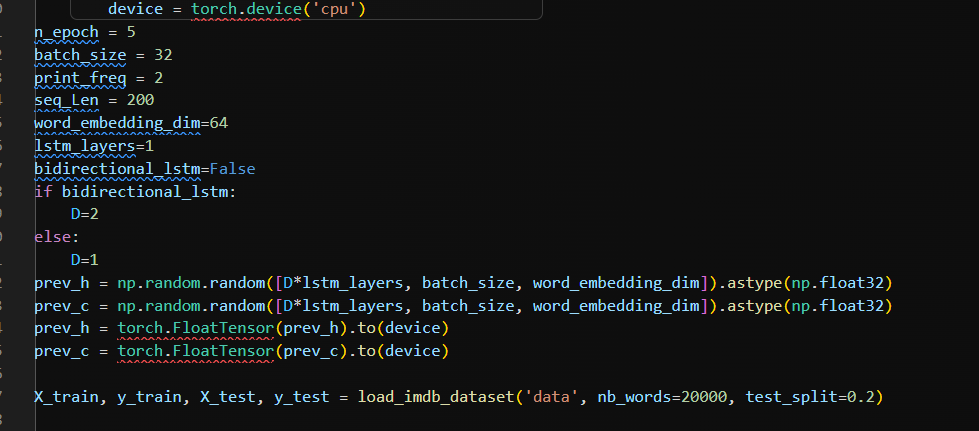 device = torch.device('cpu')
n_epoch = 5
batch_size = 32
print_freq = 2
seq_Len = 200
word_embedding_dim=64
lstm_layers=1
bidirectional_lstm=False
if bidirectional_lstm:
D=2
else:
D=1
prev_h = np.random.random([D*lstm_layers, batch_size, word_embedding_dim]).astype(np.float32)
prev_c = np.random.random([D*lstm_layers, batch_size, word_embedding_dim]).astype(np.float32)
prev_h = torch.FloatTensor(prev_h).to(device)
prev_c = torch.FloatTensor(prev_c).to(device)
X_train, y_train, X_test, y_test = load_imdb_dataset('data', nb_words=20000, test_split=0.2)